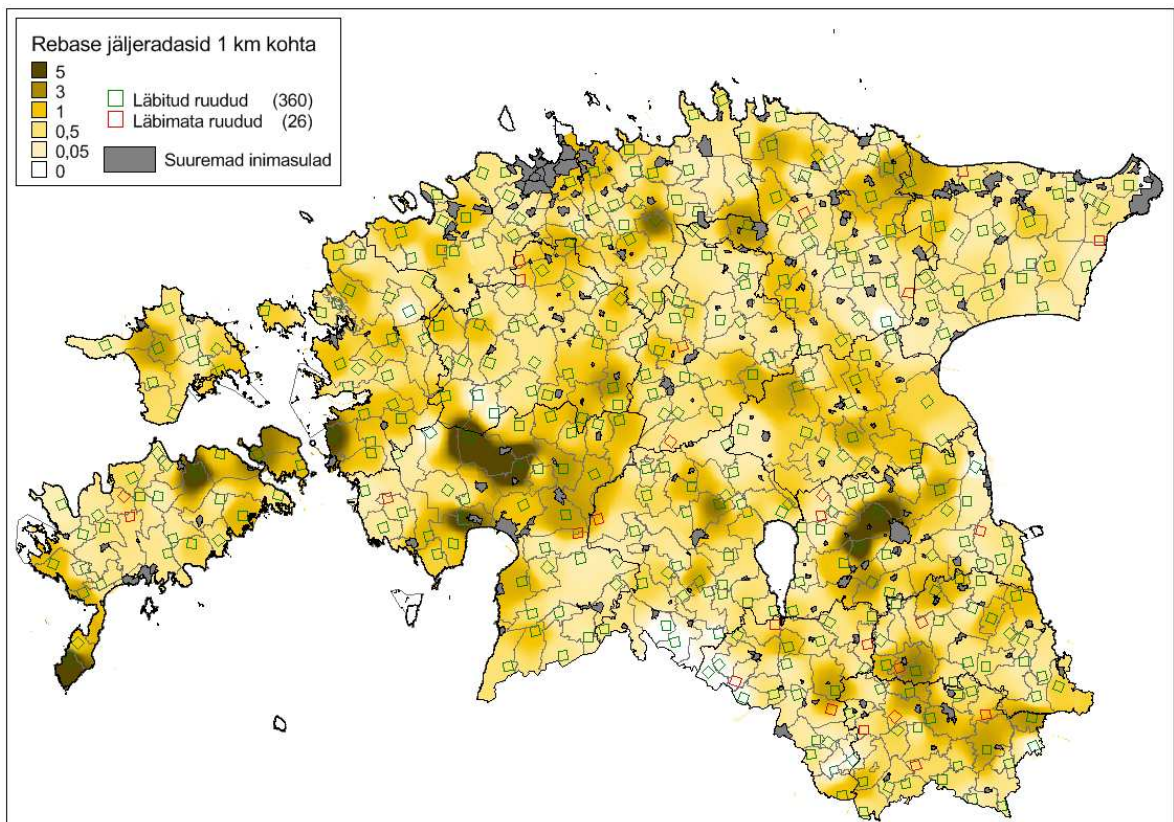 Rebase jäljeradasid 1 km kohta
5
3
1
0,5
0,05
0
Läbitud ruudud (360)
Läbimata ruudud (26)
Suuremad inimasulad